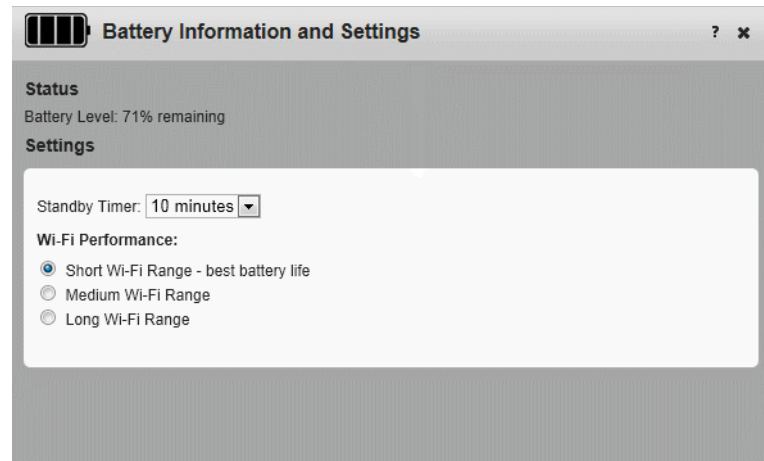 Battery Information and Settings ? ✖
Status
Battery Level: 71% remaining
Settings
Standby Timer: 10 minutes
Wi-Fi Performance:
Short Wi-Fi Range - best battery life
Medium Wi-Fi Range
Long Wi-Fi Range